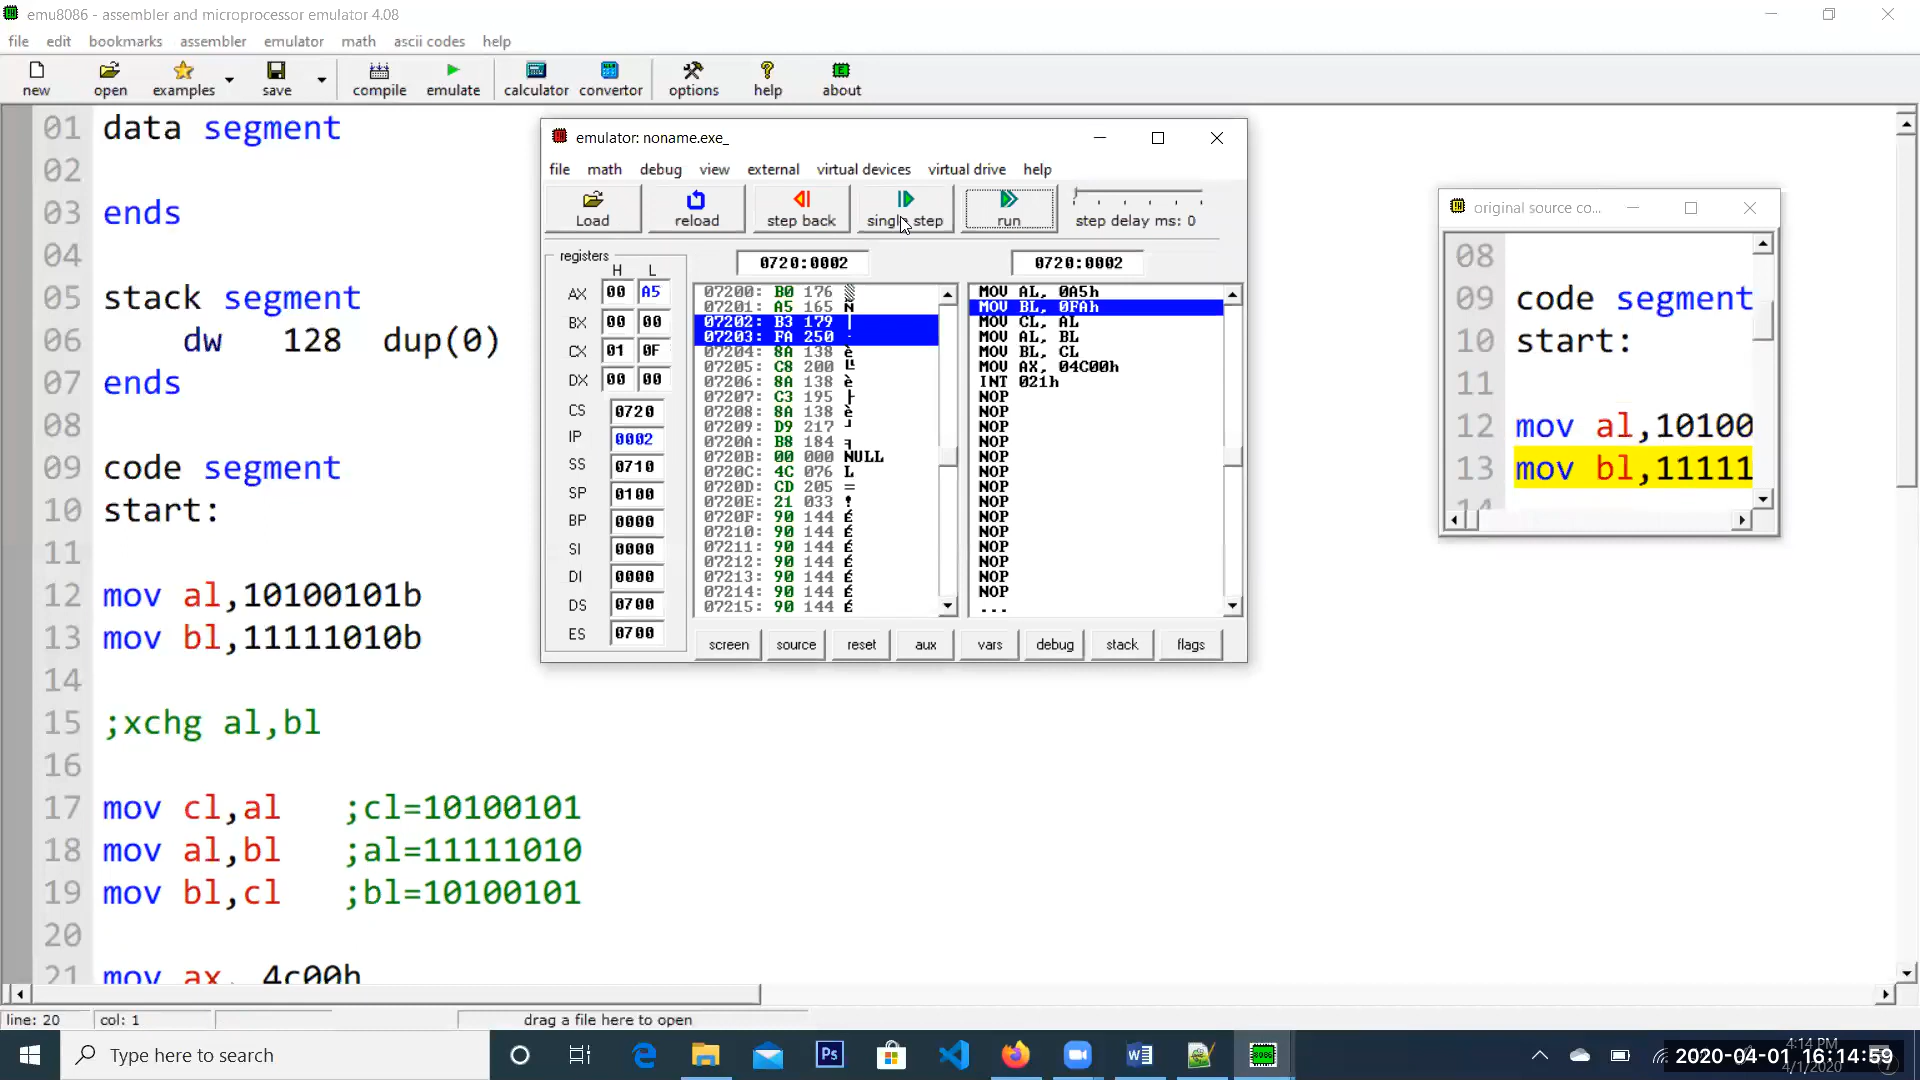 emu8086 - assembler and microprocessor emulator 4.08
file edit bookmarks assembler emulator math ascii codes help
new open examples save compile emulate calculator convertor options help about
01 data segment
02
03 ends
04
05 stack segment
06 dw 128 dup(0)
07 ends
08
09 code segment
10 start:
11
12 mov al,10100101b
13 mov bl,11111010b
14
15 ;xchg al,bl
16
17 mov cl,al ;cl=10100101
18 mov al,bl ;al=11111010
19 mov bl,cl ;bl=10100101
20
21 mov ax, 4c00h
line: 20 col: 1 drag a file here to open
emulator: noname.exe_
file math debug view external virtual devices virtual drive help
Load reload step back single step run step delay ms: 0
registers
H L
AX 00 A5
BX 00 00
CX 01 0F
DX 00 00
CS 0720
IP 0002
SS 0710
SP 0100
BP 0000
SI 0000
DI 0000
DS 0700
ES 0700
0720:0002
07200: B0 176 ▒
07201: A5 165 Ñ
07202: B3 179 │
07203: FA 250 ·
07204: 8A 138 è
07205: C8 200 ╚
07206: 8A 138 è
07207: C3 195 ├
07208: 8A 138 è
07209: D9 217 ┘
0720A: B8 184 ╕
0720B: 00 000 NULL
0720C: 4C 076 L
0720D: CD 205 =
0720E: 21 033 !
0720F: 90 144 É
07210: 90 144 É
07211: 90 144 É
07212: 90 144 É
07213: 90 144 É
07214: 90 144 É
07215: 90 144 É
0720:0002
MOV AL, 0A5h
MOV BL, 0FAh
MOV CL, AL
MOV AL, BL
MOV BL, CL
MOV AX, 04C00h
INT 021h
NOP
NOP
NOP
NOP
NOP
NOP
NOP
NOP
NOP
NOP
NOP
NOP
NOP
NOP
...
screen source reset aux vars debug stack flags
original source co...
08
09 code segment
10 start:
11
12 mov al,10100
13 mov bl,11111
14
Type here to search
Ps
8086
4:14 PM
4/1/2020
2020-04-01 16:14:59